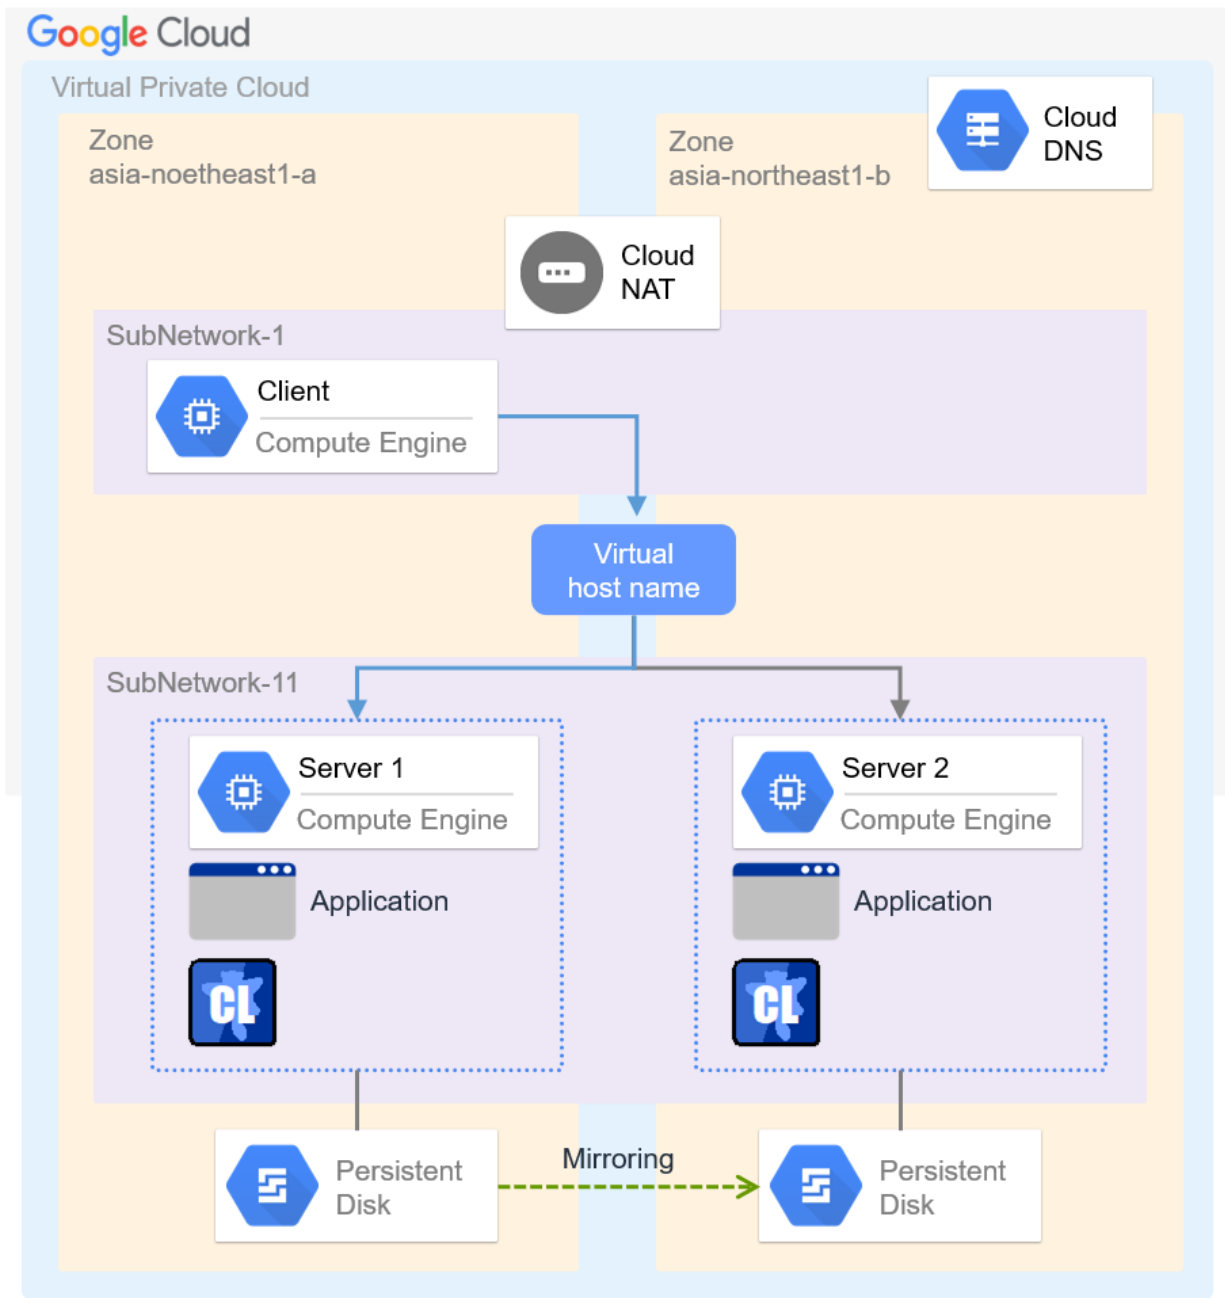 Google Cloud
Virtual Private Cloud
Zone
asia-noetheast1-a
Zone
asia-northeast1-b
Cloud
DNS
Cloud
NAT
SubNetwork-1
Client
Compute Engine
Virtual
host name
SubNetwork-11
Server 1
Compute Engine
Server 2
Compute Engine
Application
Application
CL
CL
Persistent
Disk
Mirroring
Persistent
Disk